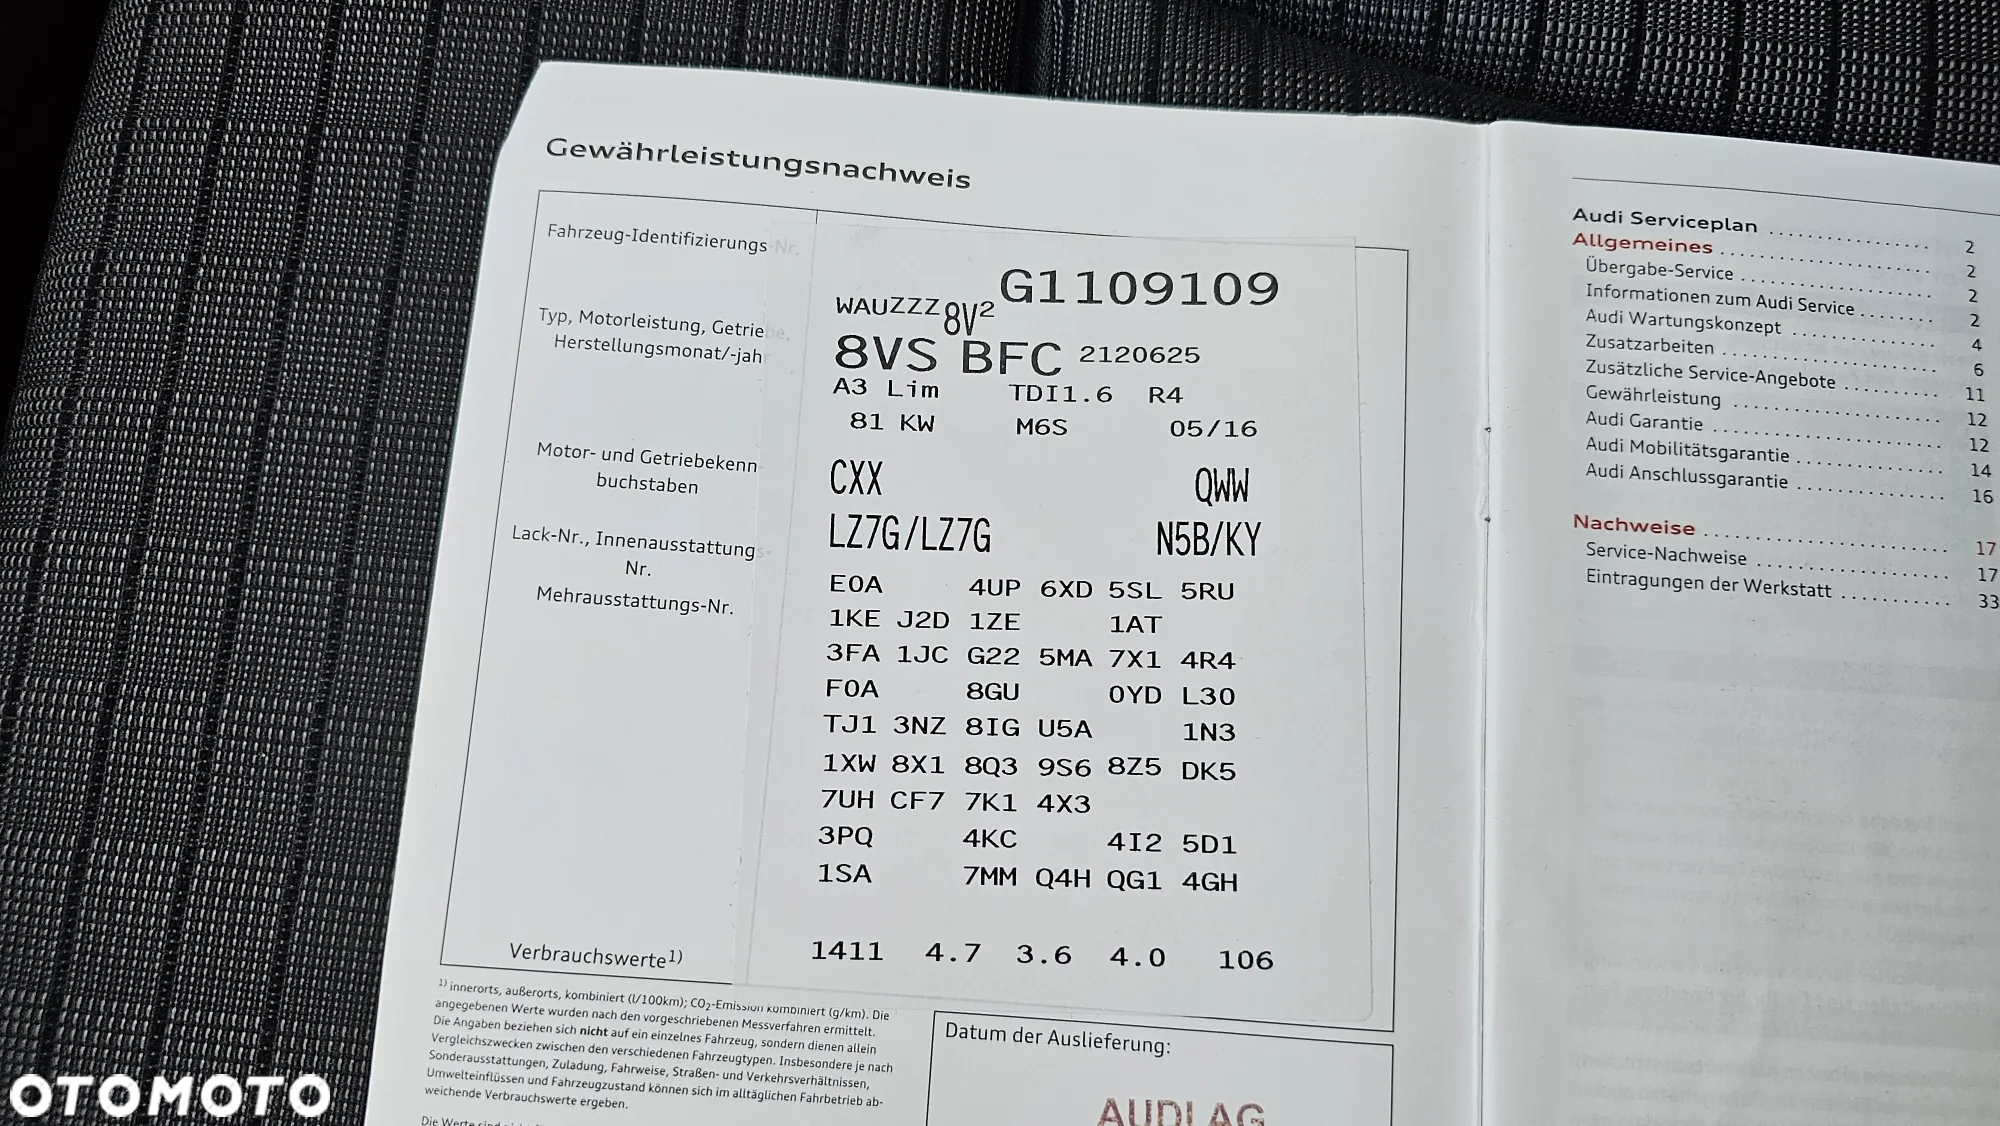 Gewährleistungsnachweis
Fahrzeug-Identifizierungs-Nr.
G1109109
WAUZZZ8V2
Typ, Motorleistung, Getriebe,
Herstellungsmonat/-jahr
8VS BFC 2120625
A3 Lim TDI1.6 R4
81 KW M6S 05/16
Motor- und Getriebekenn
buchstaben
CXX QWW
Lack-Nr., Innenausstattungs-
Nr.
LZ7G/LZ7G N5B/KY
Mehrausstattungs-Nr.
E0A 4UP 6XD 5SL 5RU
1KE J2D 1ZE 1AT
3FA 1JC G22 5MA 7X1 4R4
F0A 8GU 0YD L30
TJ1 3NZ 8IG U5A 1N3
1XW 8X1 8Q3 9S6 8Z5 DK5
7UH CF7 7K1 4X3
3PQ 4KC 4I2 5D1
1SA 7MM Q4H QG1 4GH
Verbrauchswerte1)
1411 4.7 3.6 4.0 106
1) innerorts, außerorts, kombiniert (l/100km); CO2-Emission kombiniert (g/km). Die
angegebenen Werte wurden nach den vorgeschriebenen Messverfahren ermittelt.
Die Angaben beziehen sich nicht auf ein einzelnes Fahrzeug, sondern dienen allein
Vergleichszwecken zwischen den verschiedenen Fahrzeugtypen. Insbesondere je nach
Sonderausstattungen, Zuladung, Fahrweise, Straßen- und Verkehrsverhältnissen,
Umwelteinflüssen und Fahrzeugzustand können sich im alltäglichen Fahrbetrieb ab-
weichende Verbrauchswerte ergeben.
Die Werte sind
Datum der Auslieferung:
AUDI AG
Audi Serviceplan .................. 2
Allgemeines .................. 2
Übergabe-Service .................. 2
Informationen zum Audi Service ........ 2
Audi Wartungskonzept .............. 4
Zusatzarbeiten .................. 6
Zusätzliche Service-Angebote .......... 11
Gewährleistung .................. 12
Audi Garantie .................. 12
Audi Mobilitätsgarantie .............. 14
Audi Anschlussgarantie .............. 16
Nachweise .................. 17
Service-Nachweise .................. 17
Eintragungen der Werkstatt ........... 33
OTOMOTO